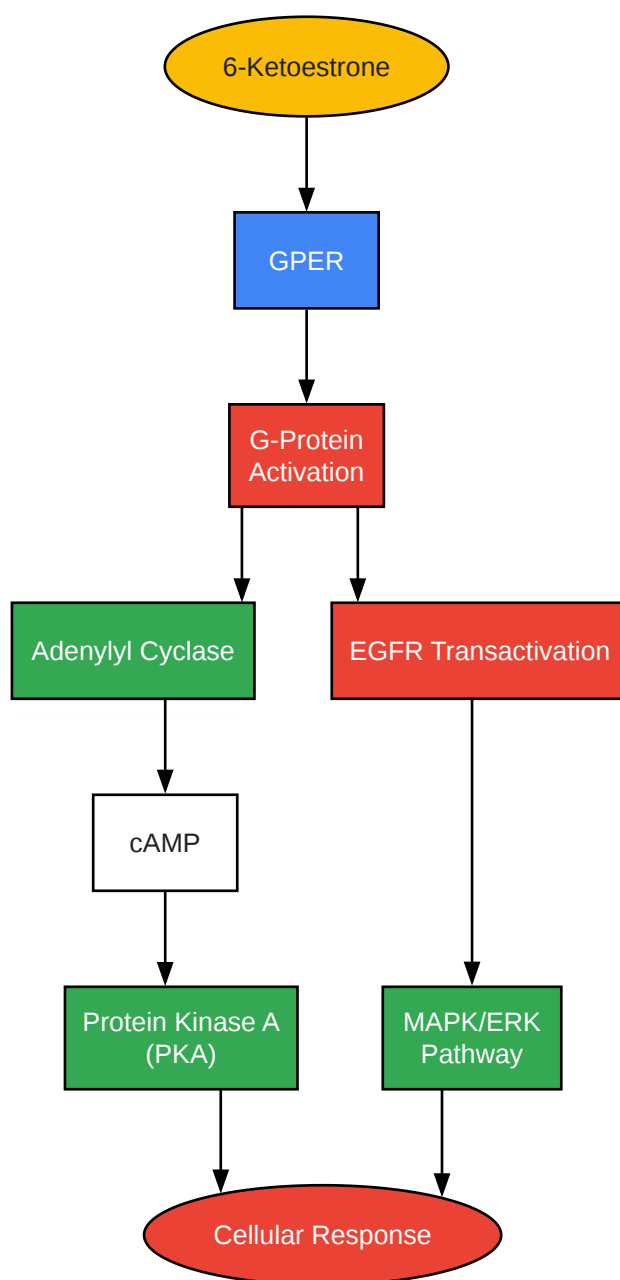 6-Ketoestrone
GPER
G-Protein
Activation
Adenylyl Cyclase
EGFR Transactivation
cAMP
Protein Kinase A
(PKA)
MAPK/ERK
Pathway
Cellular Response